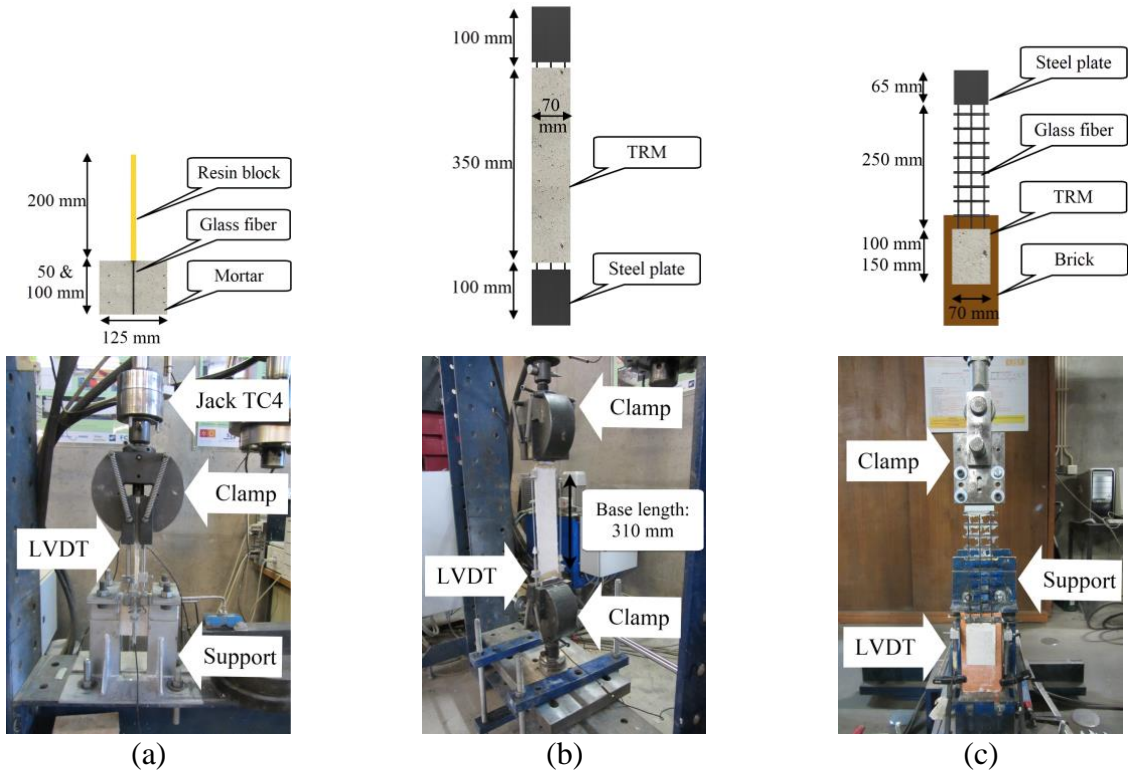 200 mm
Resin block
Glass fiber
50 &
100 mm
Mortar
125 mm
100 mm
70
mm
350 mm
TRM
Steel plate
100 mm
Steel plate
65 mm
Glass fiber
250 mm
TRM
100 mm
150 mm
Brick
70 mm
Jack TC4
Clamp
LVDT
Support
Clamp
Base length:
310 mm
LVDT
Clamp
Clamp
Support
LVDT
(a)
(b)
(c)